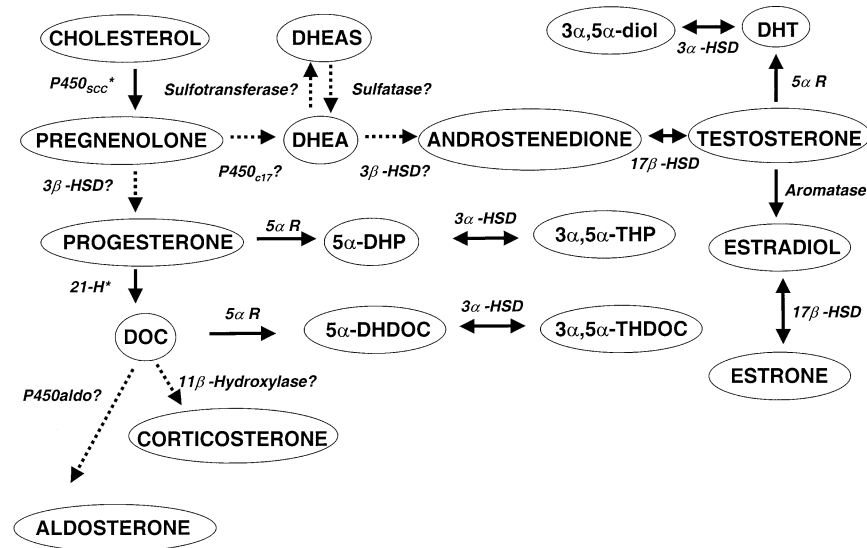 CHOLESTEROL
DHEAS
3α,5α-diol
DHT
3α-HSD
P450SCC*
Sulfotransferase?
Sulfatase?
5α R
PREGNENOLONE
DHEA
ANDROSTENEDIONE
TESTOSTERONE
3β-HSD?
P450c17?
3β-HSD?
17β-HSD
Aromatase
PROGESTERONE
5α R
5α-DHP
3α-HSD
3α,5α-THP
ESTRADIOL
21-H*
DOC
5α R
5α-DHDOC
3α-HSD
3α,5α-THDOC
17β-HSD
ESTRONE
P450aldo?
11β-Hydroxylase?
CORTICOSTERONE
ALDOSTERONE